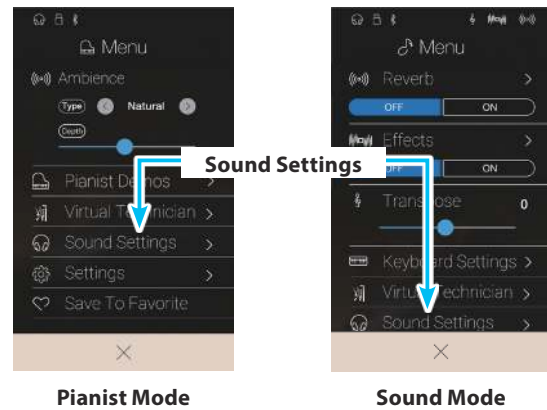 Menu
Ambience
Type Natural
Depth
Pianist Demos
Virtual Technician
Sound Settings
Settings
Save To Favorite
Pianist Mode
Sound Settings
Menu
Reverb
OFF ON
Effects
OFF ON
Transpose 0
Keyboard Settings
Virtual Technician
Sound Settings
Sound Mode